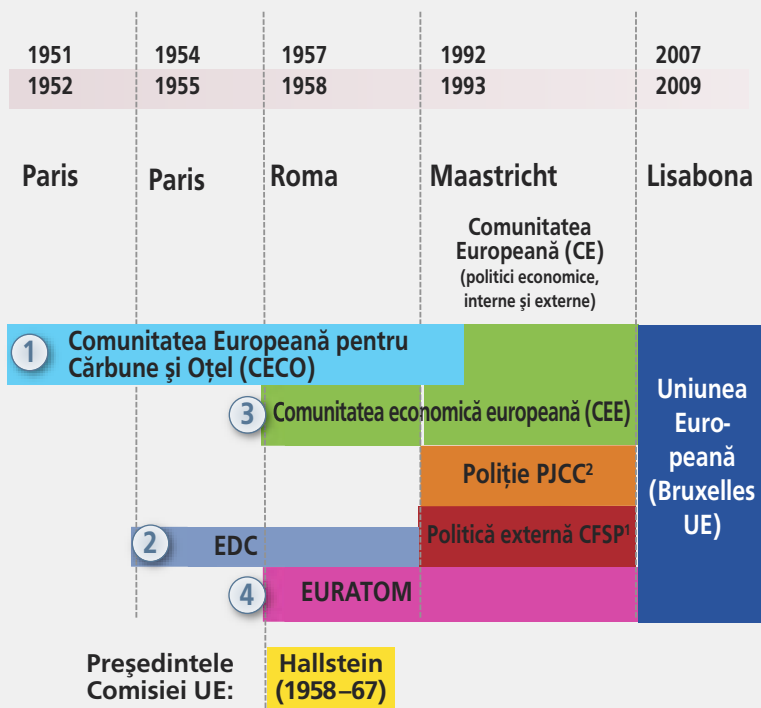 1951 1954 1957 1992 2007
1952 1955 1958 1993 2009
Paris Paris Roma Maastricht Lisabona
Comunitatea
Europeană (CE)
(politici economice,
interne și externe)
1 Comunitatea Europeană pentru
Cărbune şi Oţel (CECO)
3 Comunitatea economică europeană (CEE)
Poliție PJCC²
2 EDC
Politică externă CFSP¹
4 EURATOM
Uniunea
Euro-
peană
(Bruxelles
UE)
Preşedintele
Comisiei UE:
Hallstein
(1958–67)